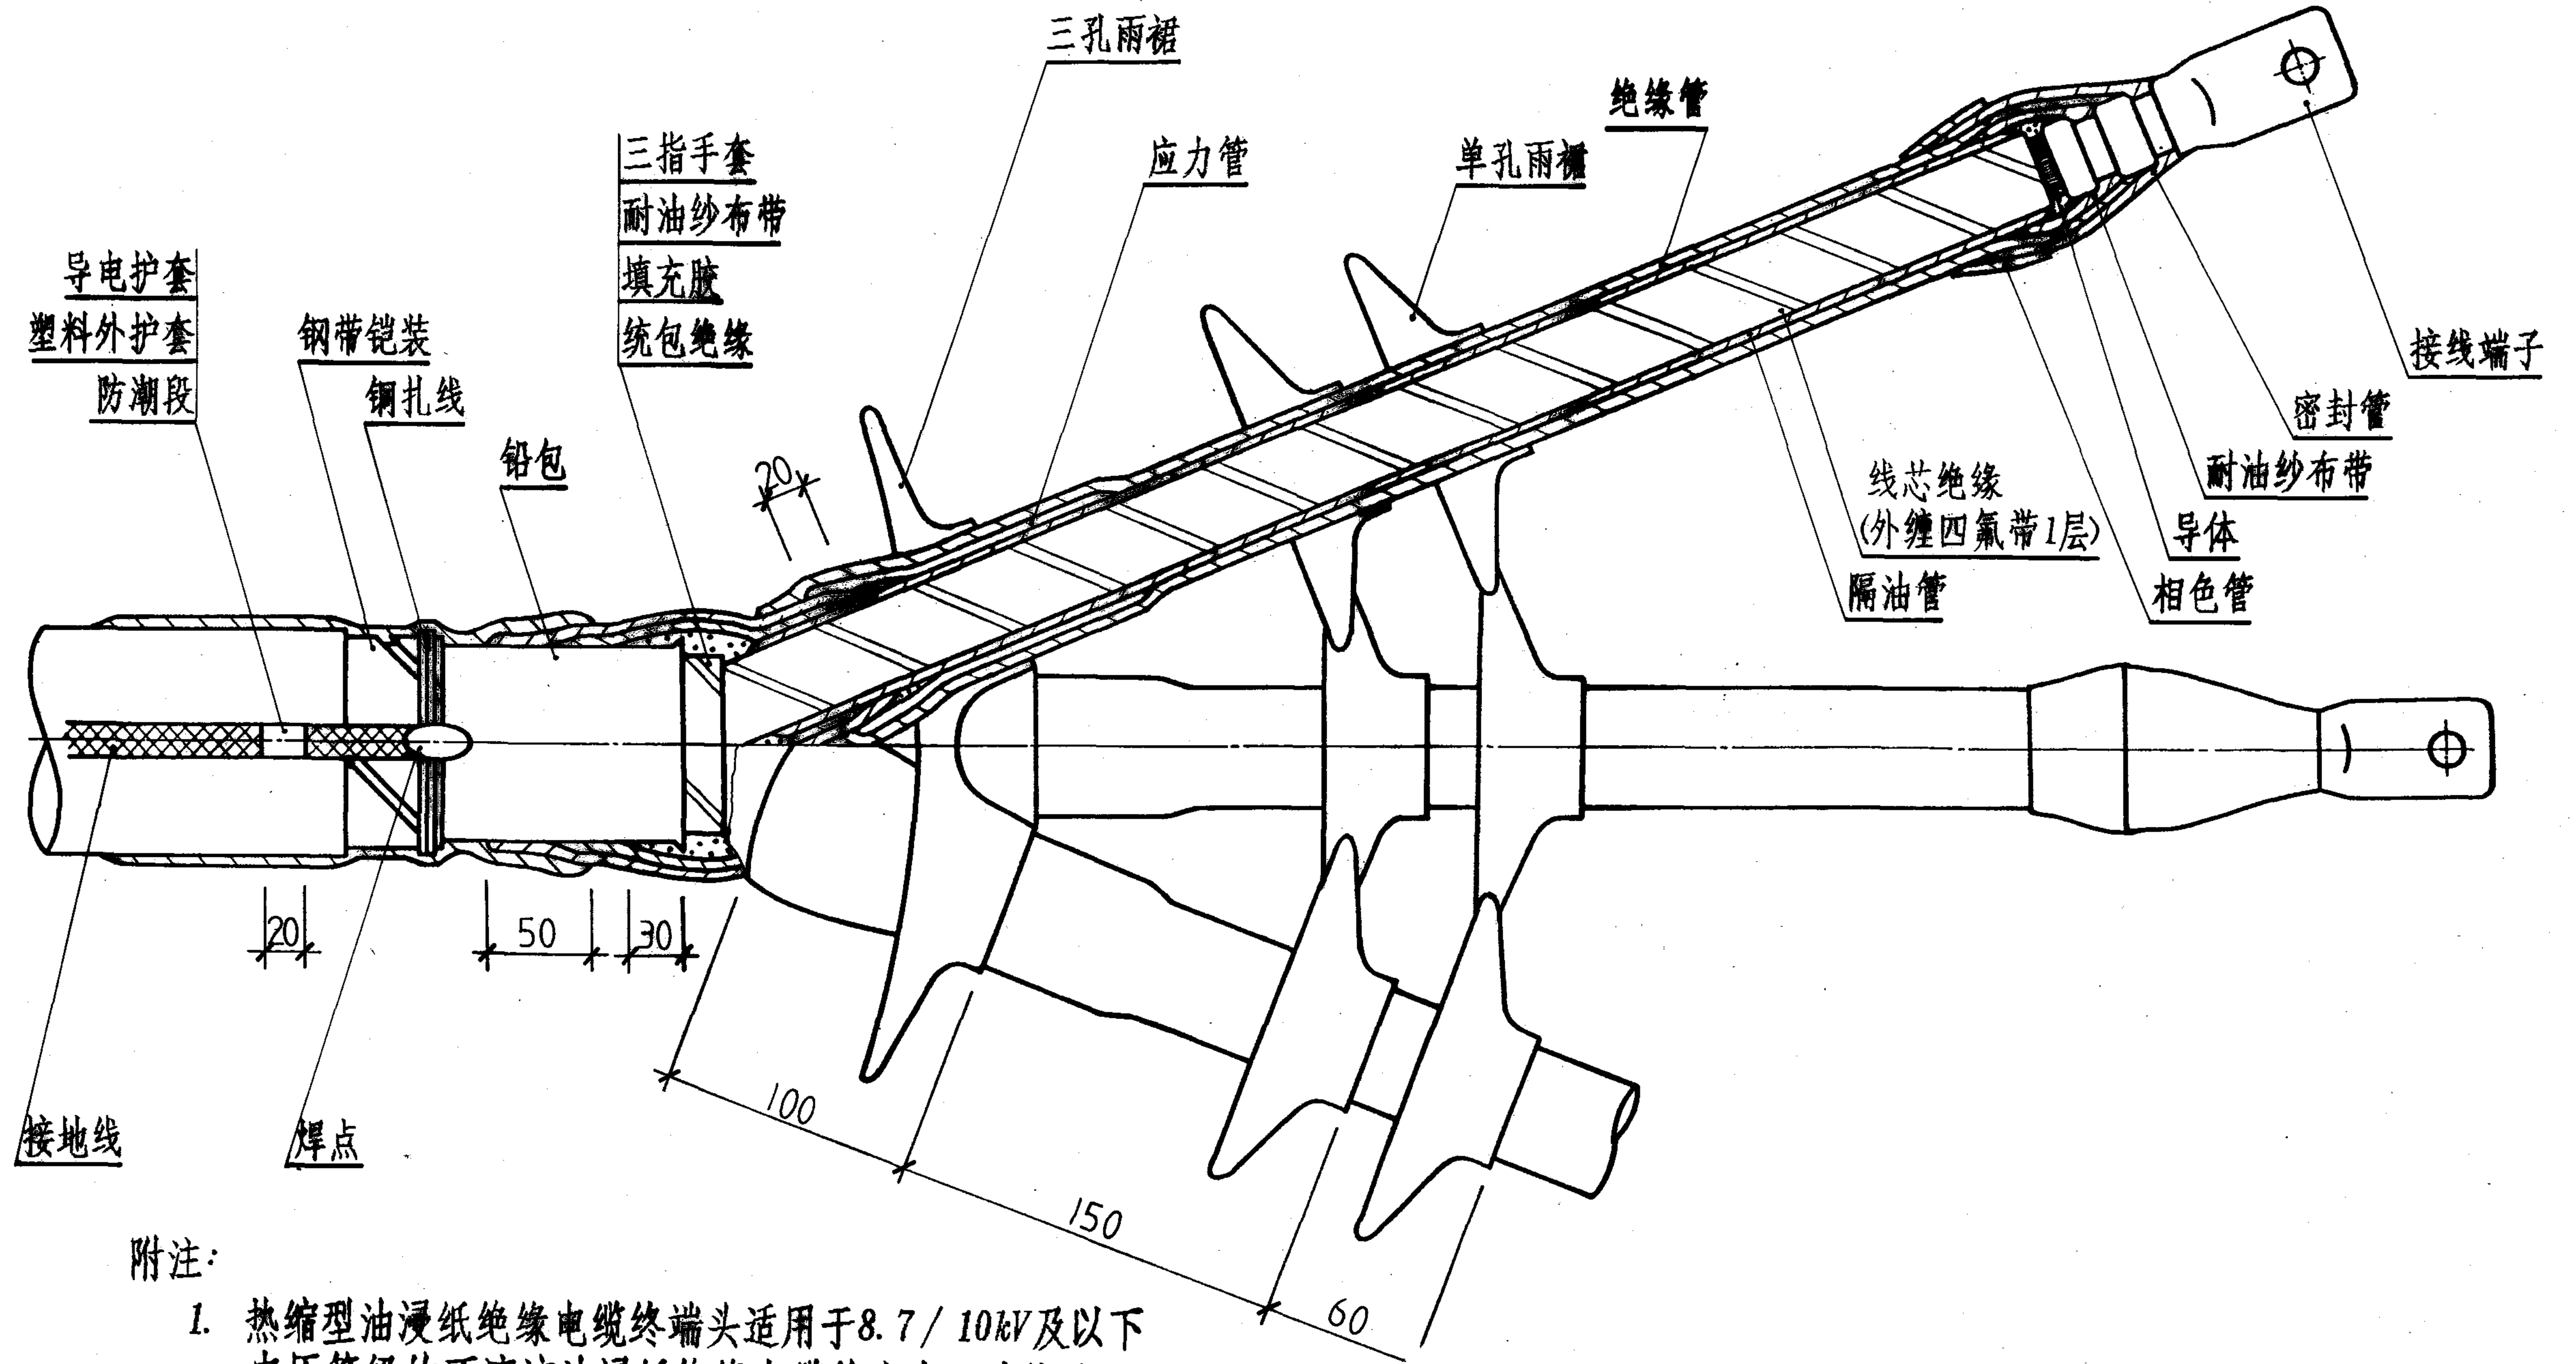 三孔雨裙
绝缘管
三指手套
耐油纱布带
填充胶
统包绝缘
应力管
单孔雨裙
导电护套
塑料外护套
防潮段
钢带铠装
铜扎线
铅包
20
接线端子
密封管
耐油纱布带
线芯绝缘
(外缠四氟带1层)
导体
隔油管
相色管
20
50
30
100
150
60
接地线
焊点
附注:
1. 热缩型油浸纸绝缘电缆终端头适用于8.7/10kV及以下